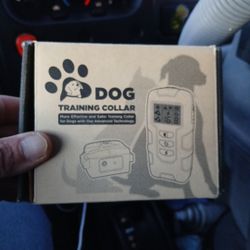 DOG
TRAINING COLLAR
More Effective and Safer Training Collar
for Dogs with Our Advanced Technology